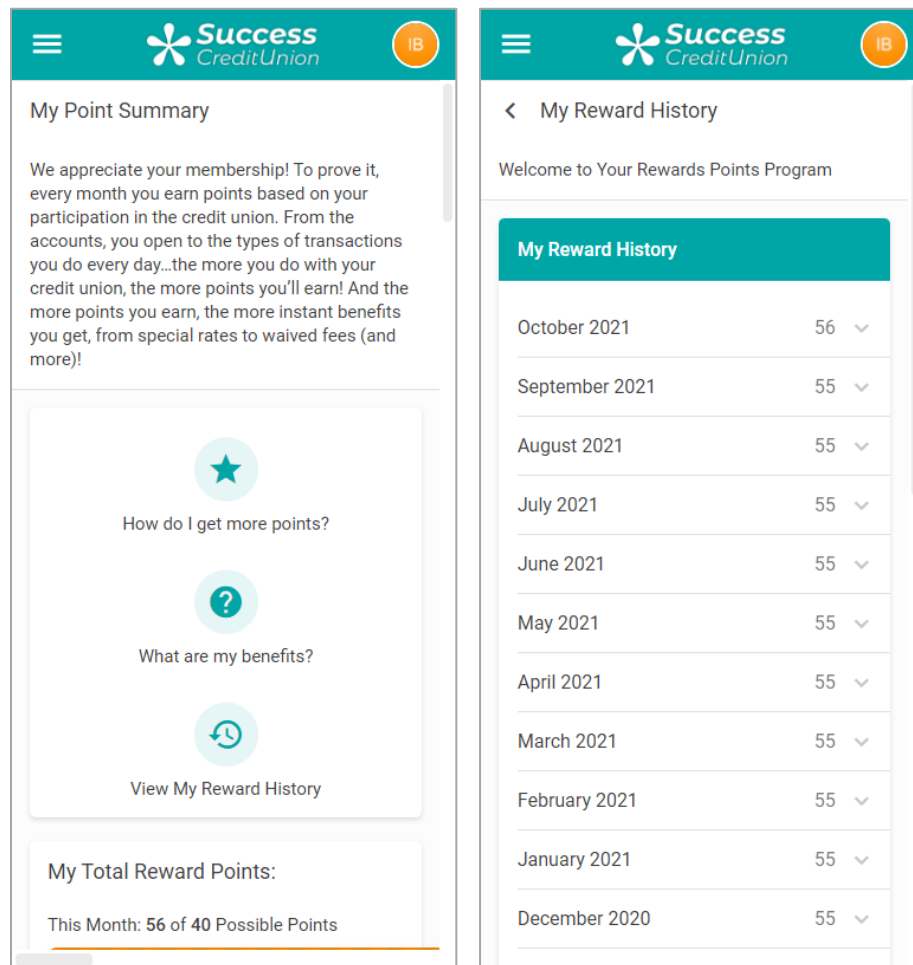 Success
CreditUnion
IB
My Point Summary
We appreciate your membership! To prove it,
every month you earn points based on your
participation in the credit union. From the
accounts, you open to the types of transactions
you do every day…the more you do with your
credit union, the more points you’ll earn! And the
more points you earn, the more instant benefits
you get, from special rates to waived fees (and
more)!
How do I get more points?
What are my benefits?
View My Reward History
My Total Reward Points:
This Month: 56 of 40 Possible Points
Success
CreditUnion
IB
My Reward History
Welcome to Your Rewards Points Program
My Reward History
October 2021 56
September 2021 55
August 2021 55
July 2021 55
June 2021 55
May 2021 55
April 2021 55
March 2021 55
February 2021 55
January 2021 55
December 2020 55